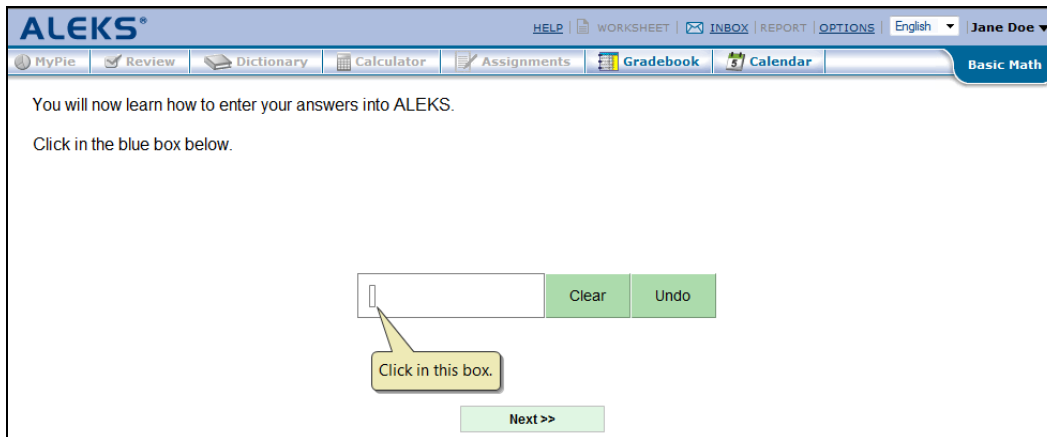 ALEKS®
HELP | WORKSHEET | INBOX | REPORT | OPTIONS | English ▼ | Jane Doe ▼
MyPie Review Dictionary Calculator Assignments Gradebook 5 Calendar Basic Math
You will now learn how to enter your answers into ALEKS.
Click in the blue box below.
Clear Undo
Click in this box.
Next >>